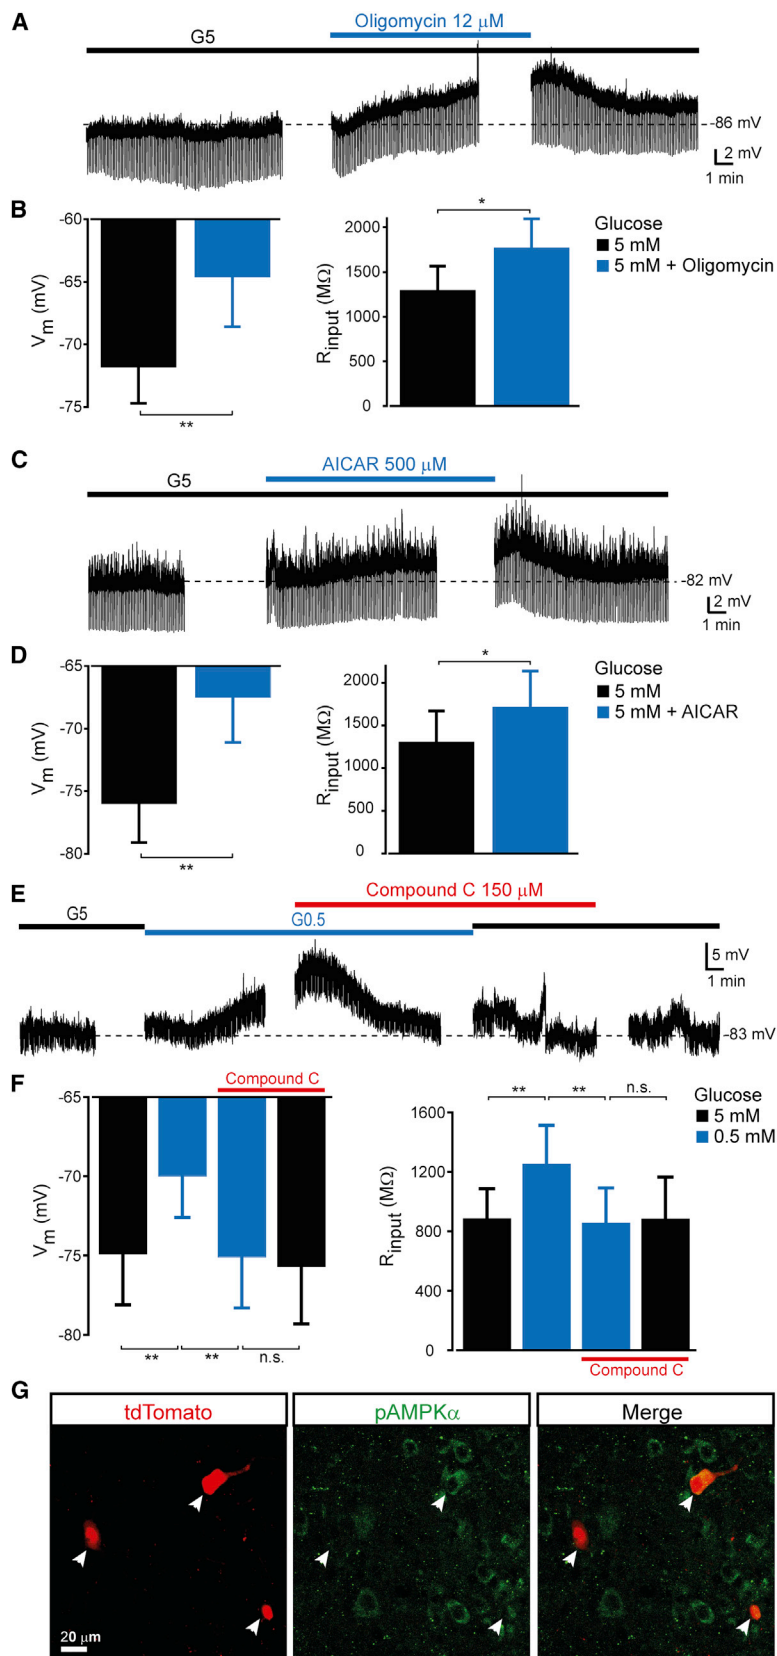 A
Oligomycin 12 μM
G5
-86 mV
2 mV
1 min
B
-60
-65
-70
-75
Vm (mV)
**
2000
1500
1000
500
0
Rinput (MΩ)
*
Glucose
5 mM
5 mM + Oligomycin
C
AICAR 500 μM
G5
-82 mV
2 mV
1 min
D
-65
-70
-75
-80
Vm (mV)
**
2000
1500
1000
500
0
Rinput (MΩ)
*
Glucose
5 mM
5 mM + AICAR
E
Compound C 150 μM
G5
G0.5
5 mV
1 min
-83 mV
F
Compound C
-65
-70
-75
-80
Vm (mV)
** ** n.s.
1600
1200
800
400
0
Rinput (MΩ)
** ** n.s.
Compound C
Glucose
5 mM
0.5 mM
G
tdTomato
pAMPKα
Merge
20 μm